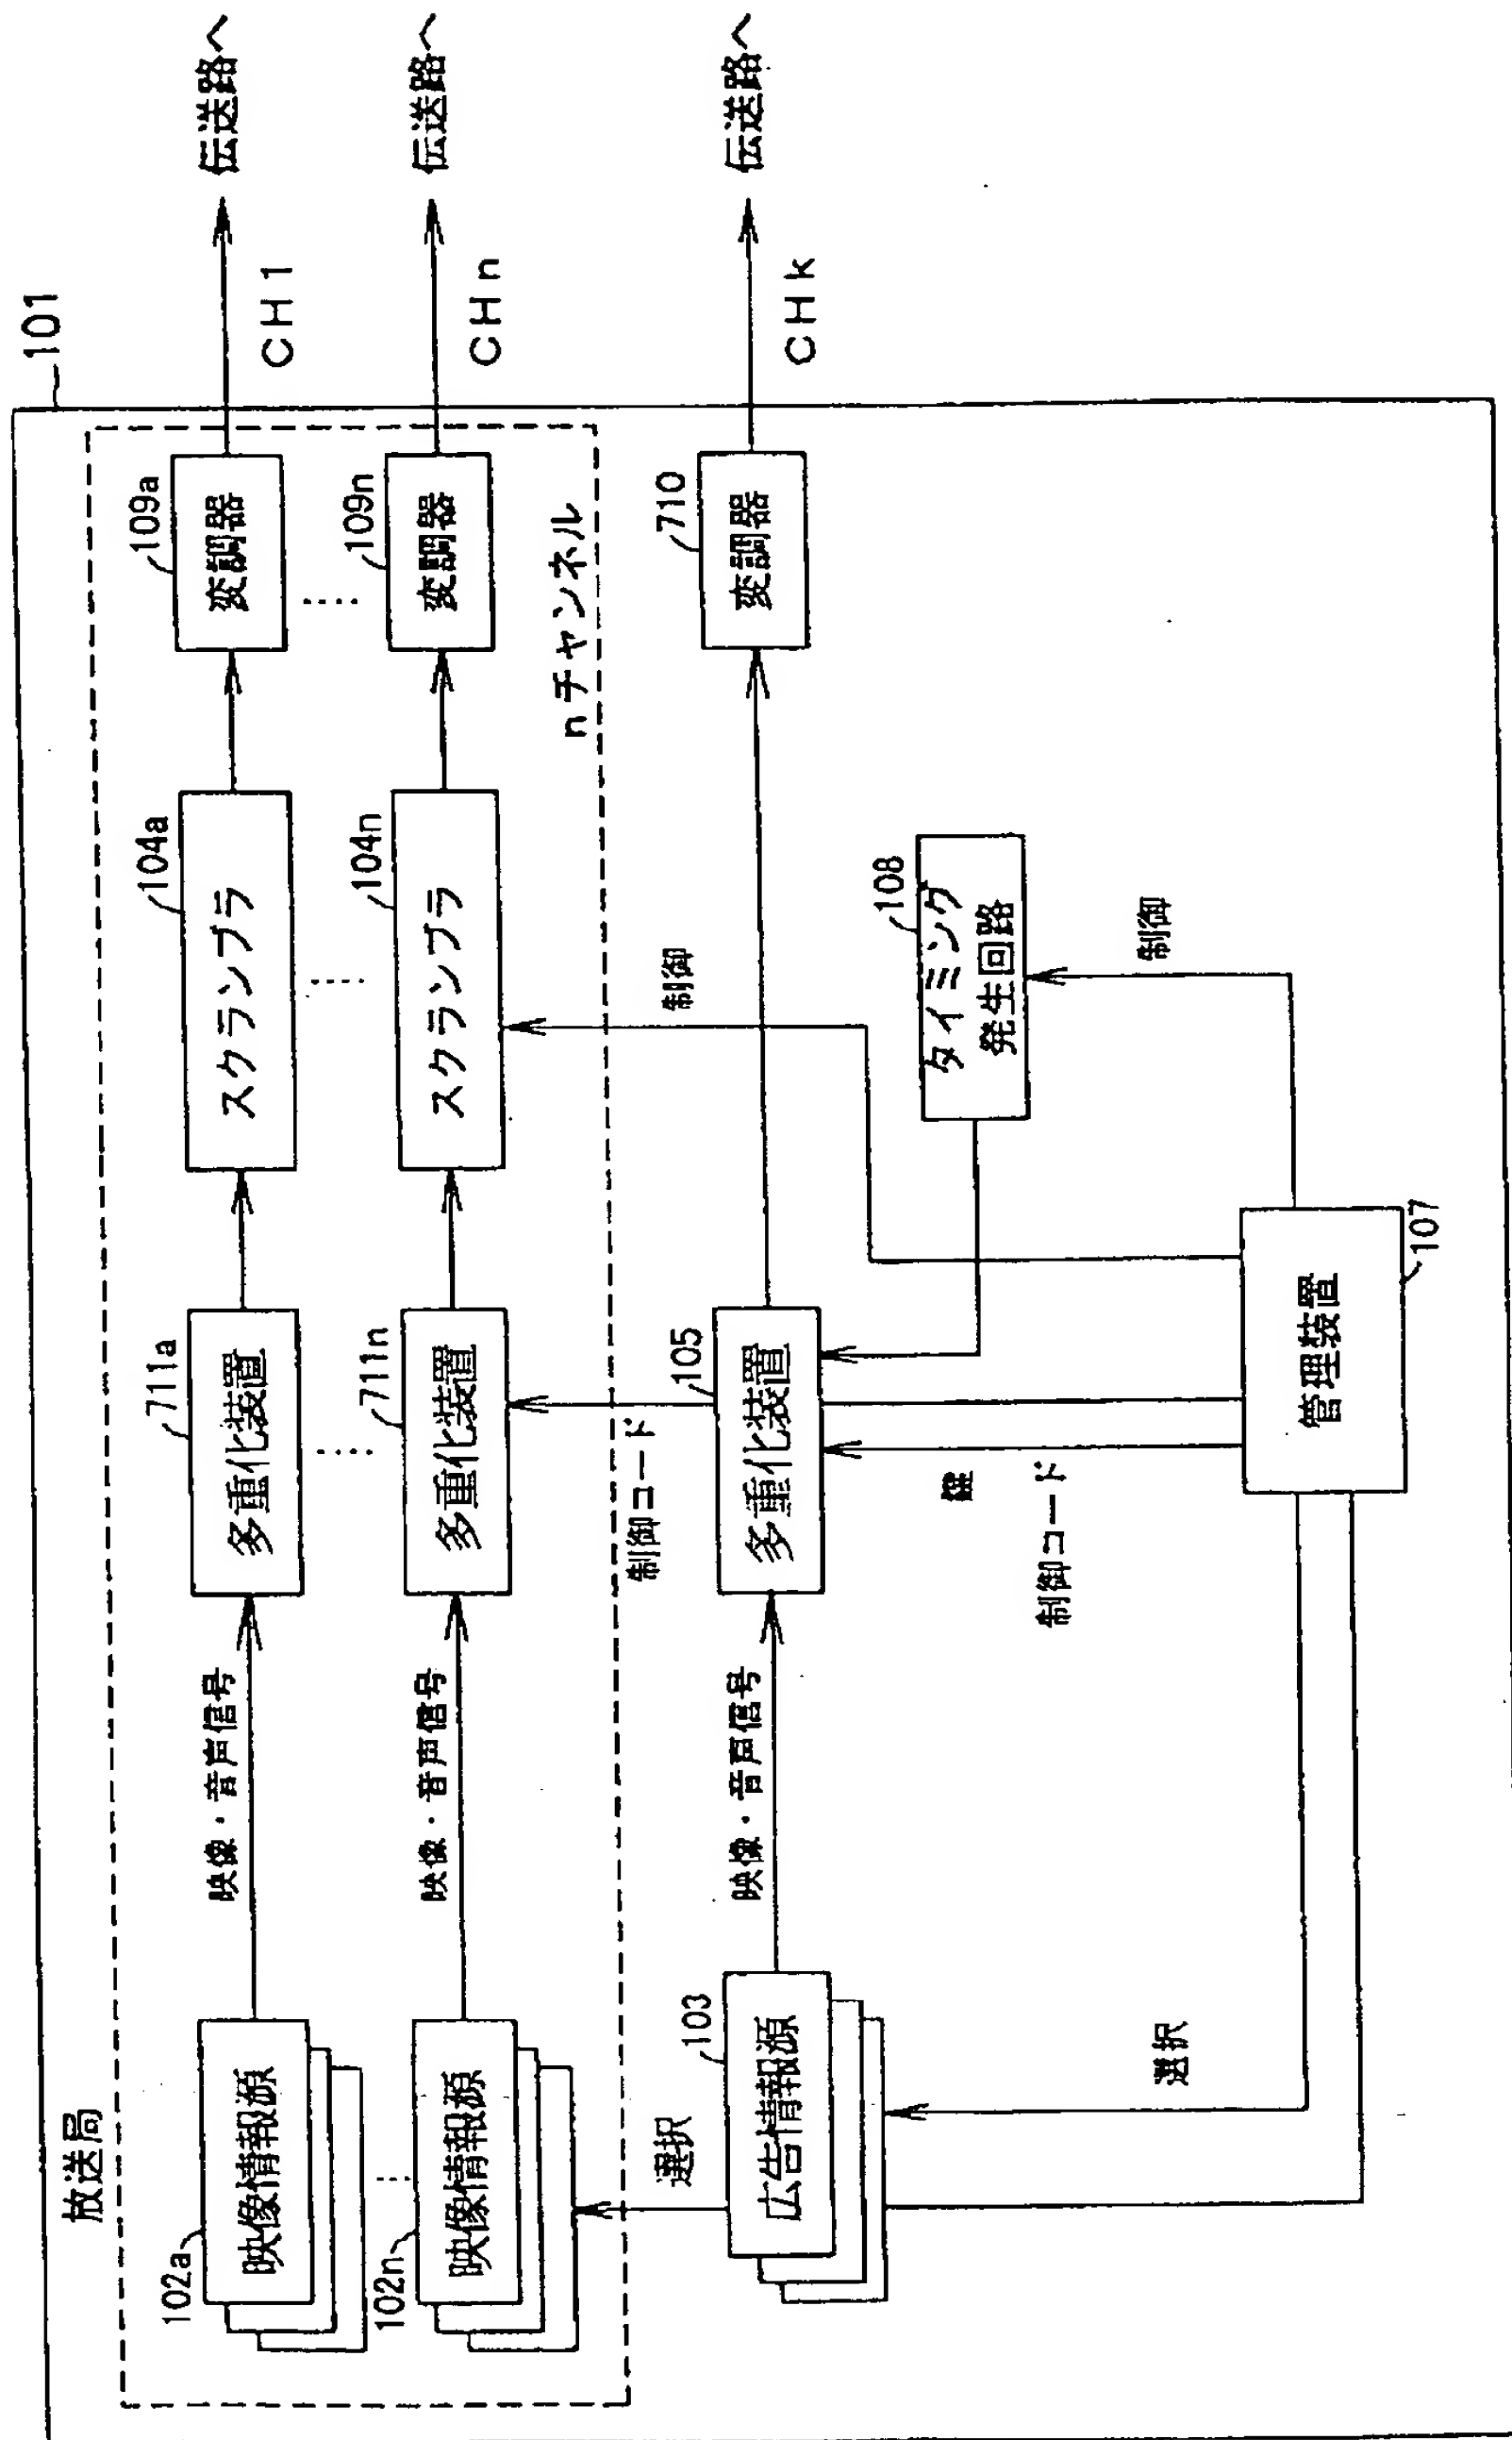 放送局
101
102a
映像情報源
映像・音声信号
711a
多重化装置
104a
スクランブラ
109a
変調器
CH1
伝送路へ
102n
映像情報源
映像・音声信号
711n
多重化装置
104n
スクランブラ
109n
変調器
CHn
伝送路へ
nチャンネル
選択
制御コード
制御
103
広告情報源
映像・音声信号
105
多重化装置
710
変調器
CHk
伝送路へ
108
タイミング
発生回路
鍵
制御コード
制御
選択
管理装置
107